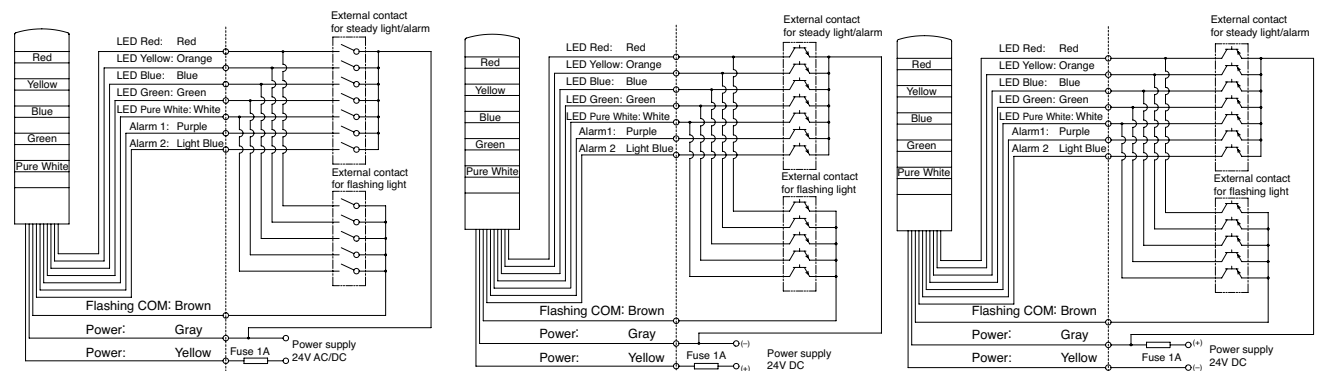 External contact
for steady light/alarm
LED Red: Red
LED Yellow: Orange
LED Blue: Blue
LED Green: Green
LED Pure White: White
Alarm 1: Purple
Alarm 2: Light Blue
Red
Yellow
Blue
Green
Pure White
External contact
for flashing light
Flashing COM: Brown
Power: Gray
Power: Yellow
Fuse 1A
Power supply
24V AC/DC
External contact
for steady light/alarm
LED Red: Red
LED Yellow: Orange
LED Blue: Blue
LED Green: Green
LED Pure White: White
Alarm1: Purple
Alarm 2 Light Blue
Red
Yellow
Blue
Green
Pure White
External contact
for flashing light
Flashing COM: Brown
Power: Gray
(−)
Power: Yellow
Fuse 1A
(+)
Power supply
24V DC
External contact
for steady light/alarm
LED Red: Red
LED Yellow: Orange
LED Blue: Blue
LED Green: Green
LED Pure White: White
Alarm1: Purple
Alarm 2 Light Blue
Red
Yellow
Blue
Green
Pure White
External contact
for flashing light
Flashing COM: Brown
Power: Gray
(+)
Fuse 1A
Power: Yellow
(−)
Power supply
24V DC